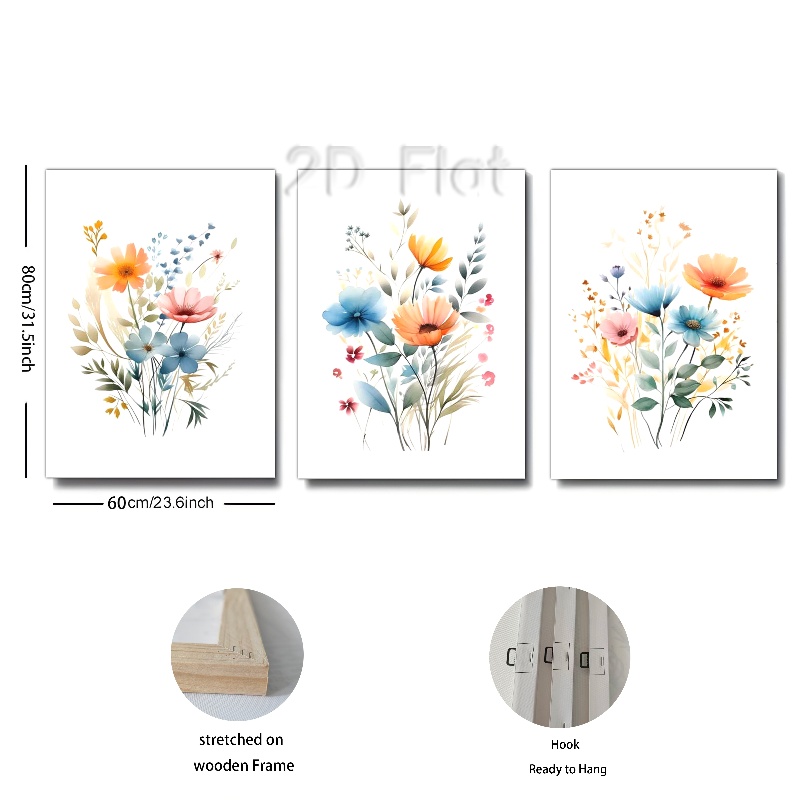 2D Flat
80cm/31.5inch
60cm/23.6inch
stretched on
wooden Frame
Hook
Ready to Hang